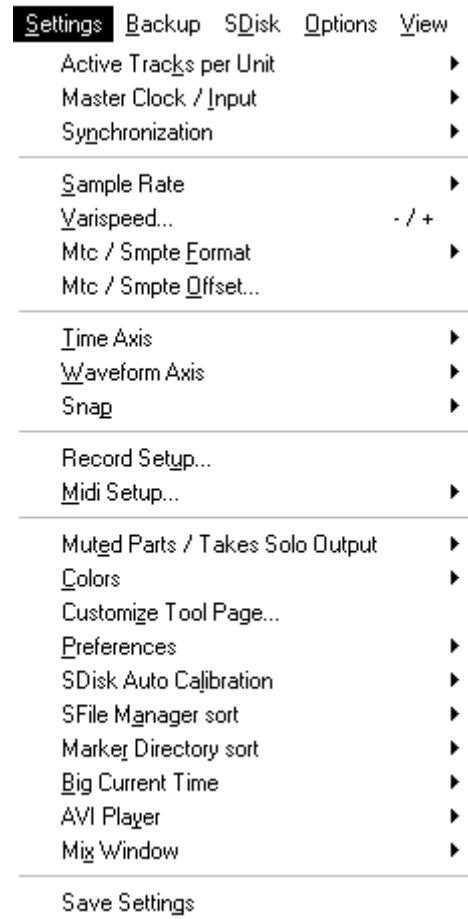 Settings Backup SDisk Options View
Active Tracks per Unit
Master Clock / Input
Synchronization
Sample Rate
Varispeed... - / +
Mtc / Smpte Format
Mtc / Smpte Offset...
Time Axis
Waveform Axis
Snap
Record Setup...
Midi Setup...
Muted Parts / Takes Solo Output
Colors
Customize Tool Page...
Preferences
SDisk Auto Calibration
SFile Manager sort
Marker Directory sort
Big Current Time
AVI Player
Mix Window
Save Settings